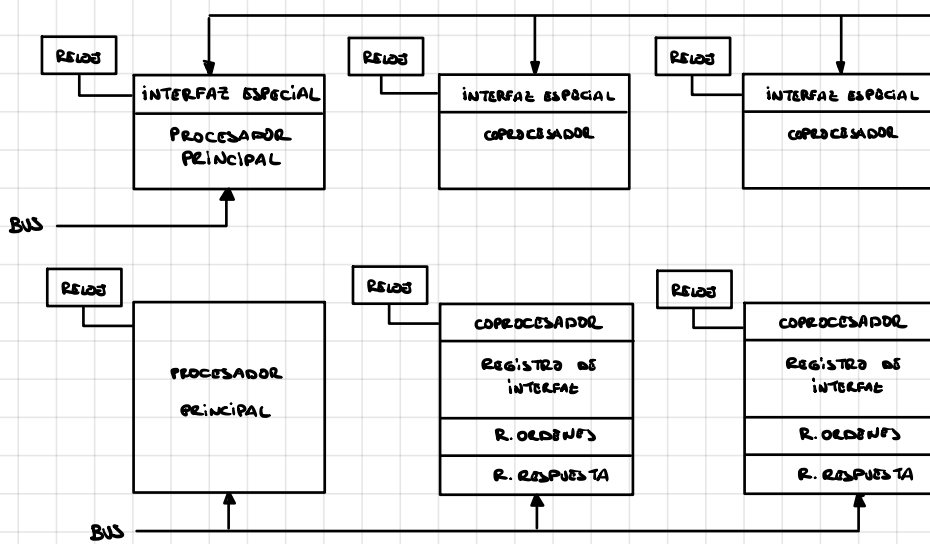 RELOJ
RELOJ
RELOJ
INTERFAZ ESPECIAL
INTERFAZ ESPECIAL
INTERFAZ ESPECIAL
PROCESADOR
PRINCIPAL
COPROCESADOR
COPROCESADOR
BUS
RELOJ
RELOJ
RELOJ
PROCESADOR
PRINCIPAL
COPROCESADOR
REGISTRO DE
INTERFAZ
R. ORDENES
R. RESPUESTA
COPROCESADOR
REGISTRO DE
INTERFAZ
R. ORDENES
R. RESPUESTA
BUS